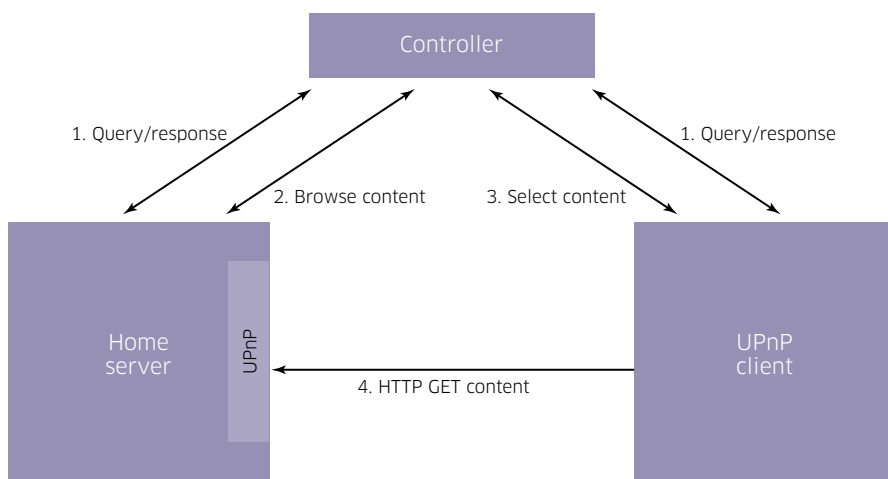 Controller
1. Query/response
1. Query/response
2. Browse content
3. Select content
Home
server
UPnP
UPnP
client
4. HTTP GET content